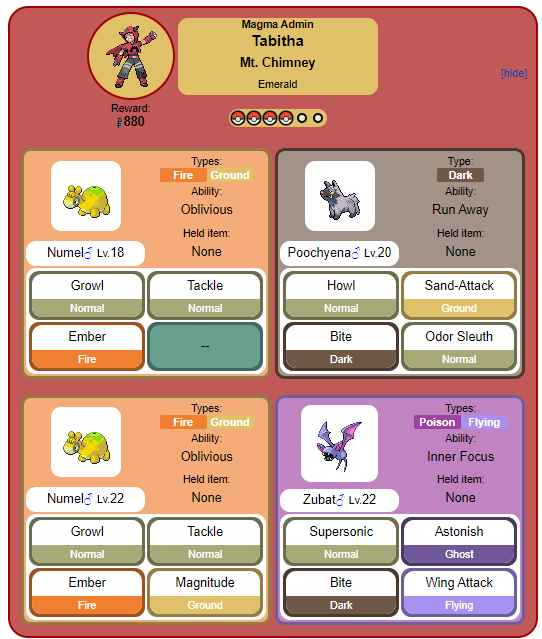 Magma Admin
Tabitha
Mt. Chimney
Emerald
[hide]
Reward:
880
Types:
Fire Ground
Ability:
Oblivious
Held item:
None
Numel♂ Lv.18
Growl
Normal
Tackle
Normal
Ember
Fire
--
Type:
Dark
Ability:
Run Away
Held item:
None
Poochyena♂ Lv.20
Howl
Normal
Sand-Attack
Ground
Bite
Dark
Odor Sleuth
Normal
Types:
Fire Ground
Ability:
Oblivious
Held item:
None
Numel♂ Lv.22
Growl
Normal
Tackle
Normal
Ember
Fire
Magnitude
Ground
Types:
Poison Flying
Ability:
Inner Focus
Held item:
None
Zubat♂ Lv.22
Supersonic
Normal
Astonish
Ghost
Bite
Dark
Wing Attack
Flying